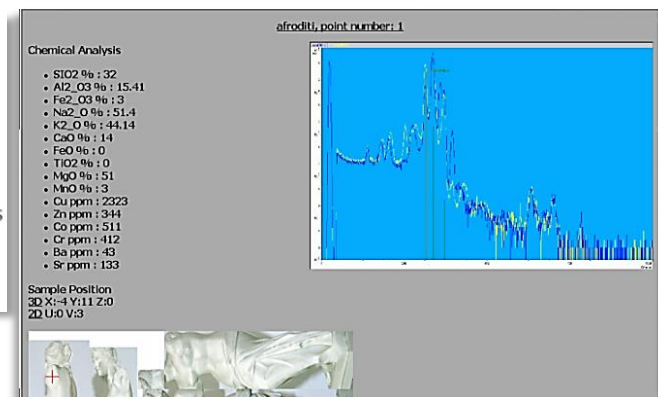 afroditi, point number: 1
Chemical Analysis
SIO2 % : 32
Al2_O3 % : 15.41
Fe2_O3 % : 3
Na2_O % : 51.4
K2_O % : 44.14
CaO % : 14
FeO % : 0
TIO2 % : 0
MgO % : 51
MnO % : 3
Cu ppm : 2323
Zn ppm : 344
Co ppm : 511
Cr ppm : 412
Ba ppm : 43
Sr ppm : 133
Sample Position
3D X:-4 Y:11 Z:0
2D U:0 V:3